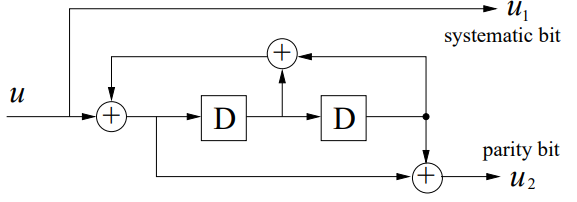 u₁
systematic bit
+
u
+
D
D
parity bit
+
u₂